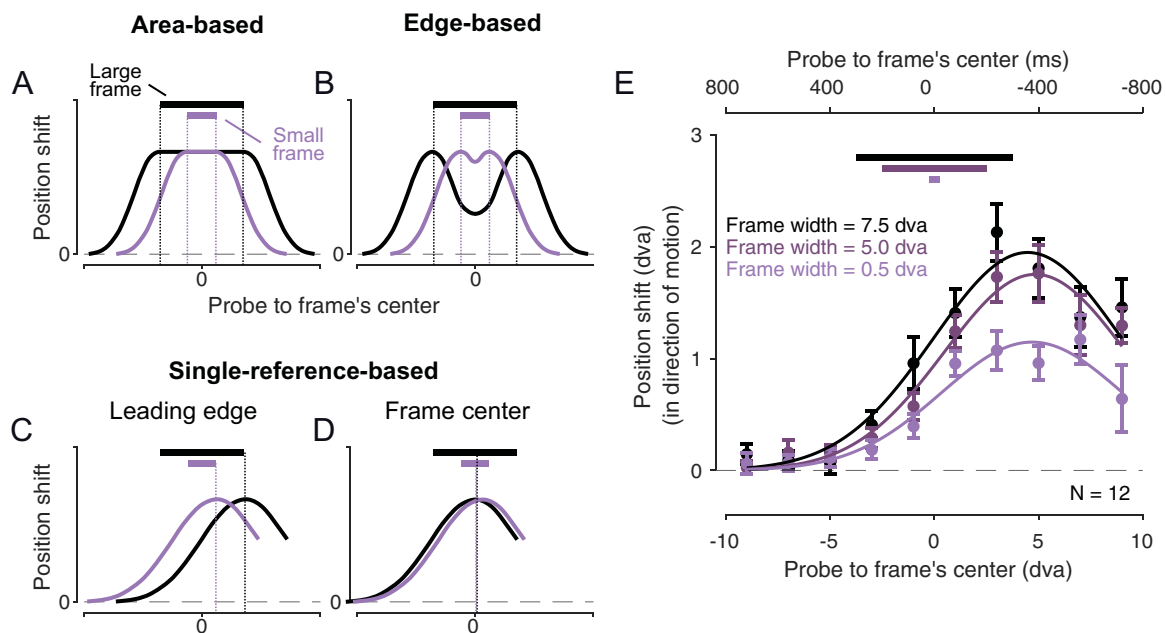 Area-based
Edge-based
A
Large
frame
Small
frame
B
Position shift
0
0
0
0
Probe to frame's center
Single-reference-based
C
Leading edge
D
Frame center
Position shift
0
0
0
0
E
Probe to frame's center (ms)
800
400
0
-400
-800
Position shift (dva)
(in direction of motion)
3
2
1
0
Frame width = 7.5 dva
Frame width = 5.0 dva
Frame width = 0.5 dva
N = 12
-10
-5
0
5
10
Probe to frame's center (dva)